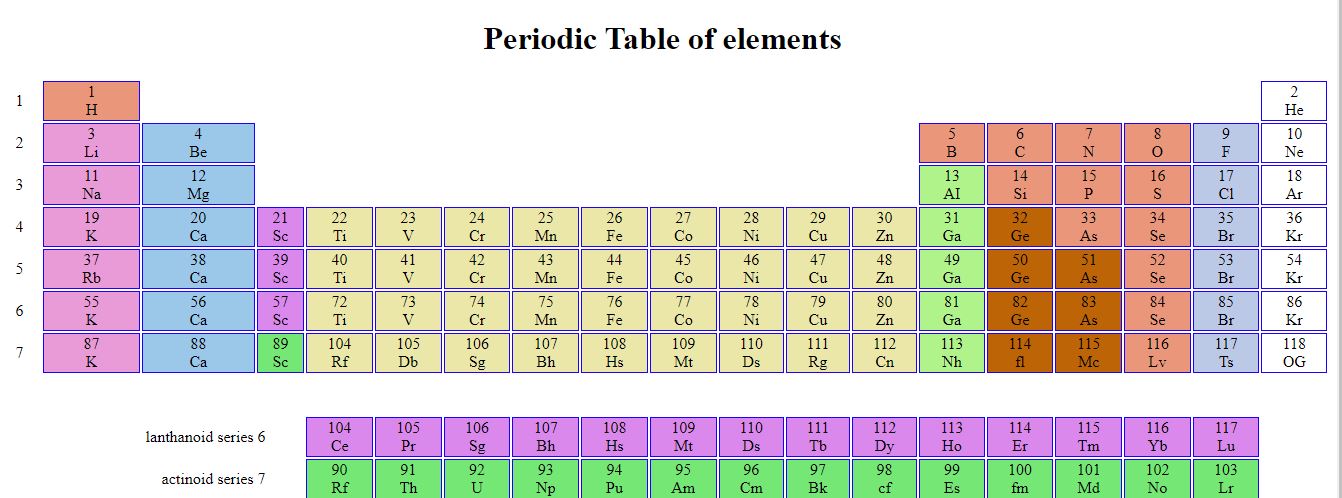 Periodic Table of elements
1 1 2
H He
2 3 4 5 6 7 8 9 10
Li Be B C N O F Ne
3 11 12 13 14 15 16 17 18
Na Mg AI Si P S Cl Ar
4 19 20 21 22 23 24 25 26 27 28 29 30 31 32 33 34 35 36
K Ca Sc Ti V Cr Mn Fe Co Ni Cu Zn Ga Ge As Se Br Kr
5 37 38 39 40 41 42 43 44 45 46 47 48 49 50 51 52 53 54
Rb Ca Sc Ti V Cr Mn Fe Co Ni Cu Zn Ga Ge As Se Br Kr
6 55 56 57 72 73 74 75 76 77 78 79 80 81 82 83 84 85 86
K Ca Sc Ti V Cr Mn Fe Co Ni Cu Zn Ga Ge As Se Br Kr
7 87 88 89 104 105 106 107 108 109 110 111 112 113 114 115 116 117 118
K Ca Sc Rf Db Sg Bh Hs Mt Ds Rg Cn Nh fl Mc Lv Ts OG
lanthanoid series 6 104 105 106 107 108 109 110 111 112 113 114 115 116 117
Ce Pr Sg Bh Hs Mt Ds Tb Dy Ho Er Tm Yb Lu
actinoid series 7 90 91 92 93 94 95 96 97 98 99 100 101 102 103
Rf Th U Np Pu Am Cm Bk cf Es fm Md No Lr